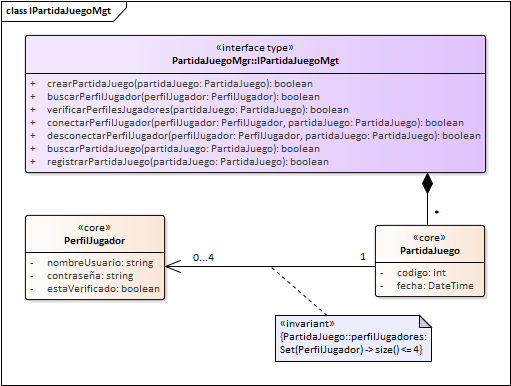 class IPartidaJuegoMgt
«interface type»
PartidaJuegoMgr::IPartidaJuegoMgt
+ crearPartidaJuego(partidaJuego: PartidaJuego): boolean
+ buscarPerfilJugador(perfilJugador: PerfilJugador): boolean
+ verificarPerfilesJugadores(partidaJuego: PartidaJuego): boolean
+ conectarPerfilJugador(perfilJugador: PerfilJugador, partidaJuego: PartidaJuego): boolean
+ desconectarPerfilJugador(perfilJugador: PerfilJugador, partidaJuego: PartidaJuego): boolean
+ buscarPartidaJuego(partidaJuego: PartidaJuego): boolean
+ registrarPartidaJuego(partidaJuego: PartidaJuego): boolean
*
«core»
PerfilJugador
- nombreUsuario: string
- contraseña: string
- estaVerificado: boolean
0...4
1
«core»
PartidaJuego
- codigo: int
- fecha: DateTime
«invariant»
{PartidaJuego::perfilJugadores:
Set(PerfilJugador) -> size() <= 4}